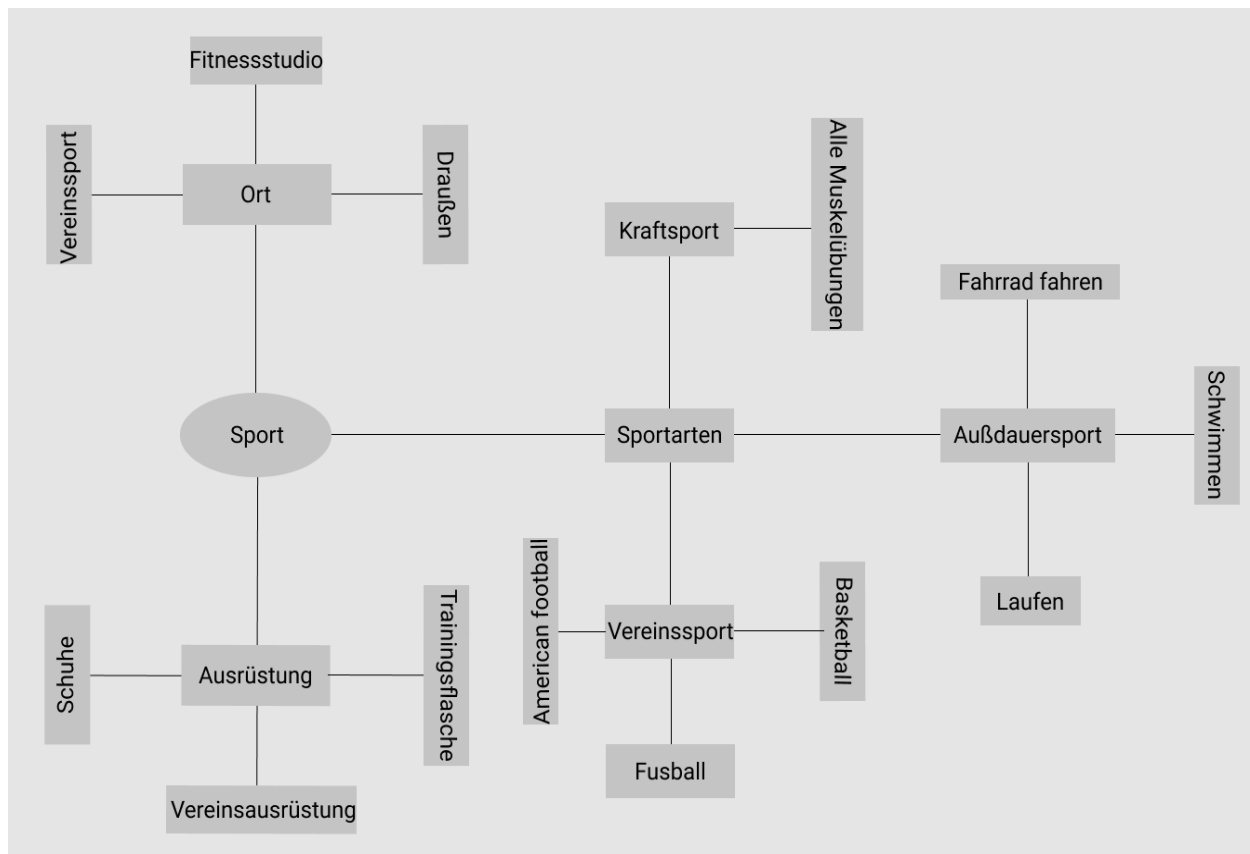 Fitnessstudio
Vereinssport
Ort
Draußen
Alle Muskelübungen
Kraftsport
Fahrrad fahren
Sport
Sportarten
Außdauersport
Schwimmen
American football
Vereinssport
Basketball
Laufen
Schuhe
Ausrüstung
Trainingsflasche
Fusball
Vereinsausrüstung